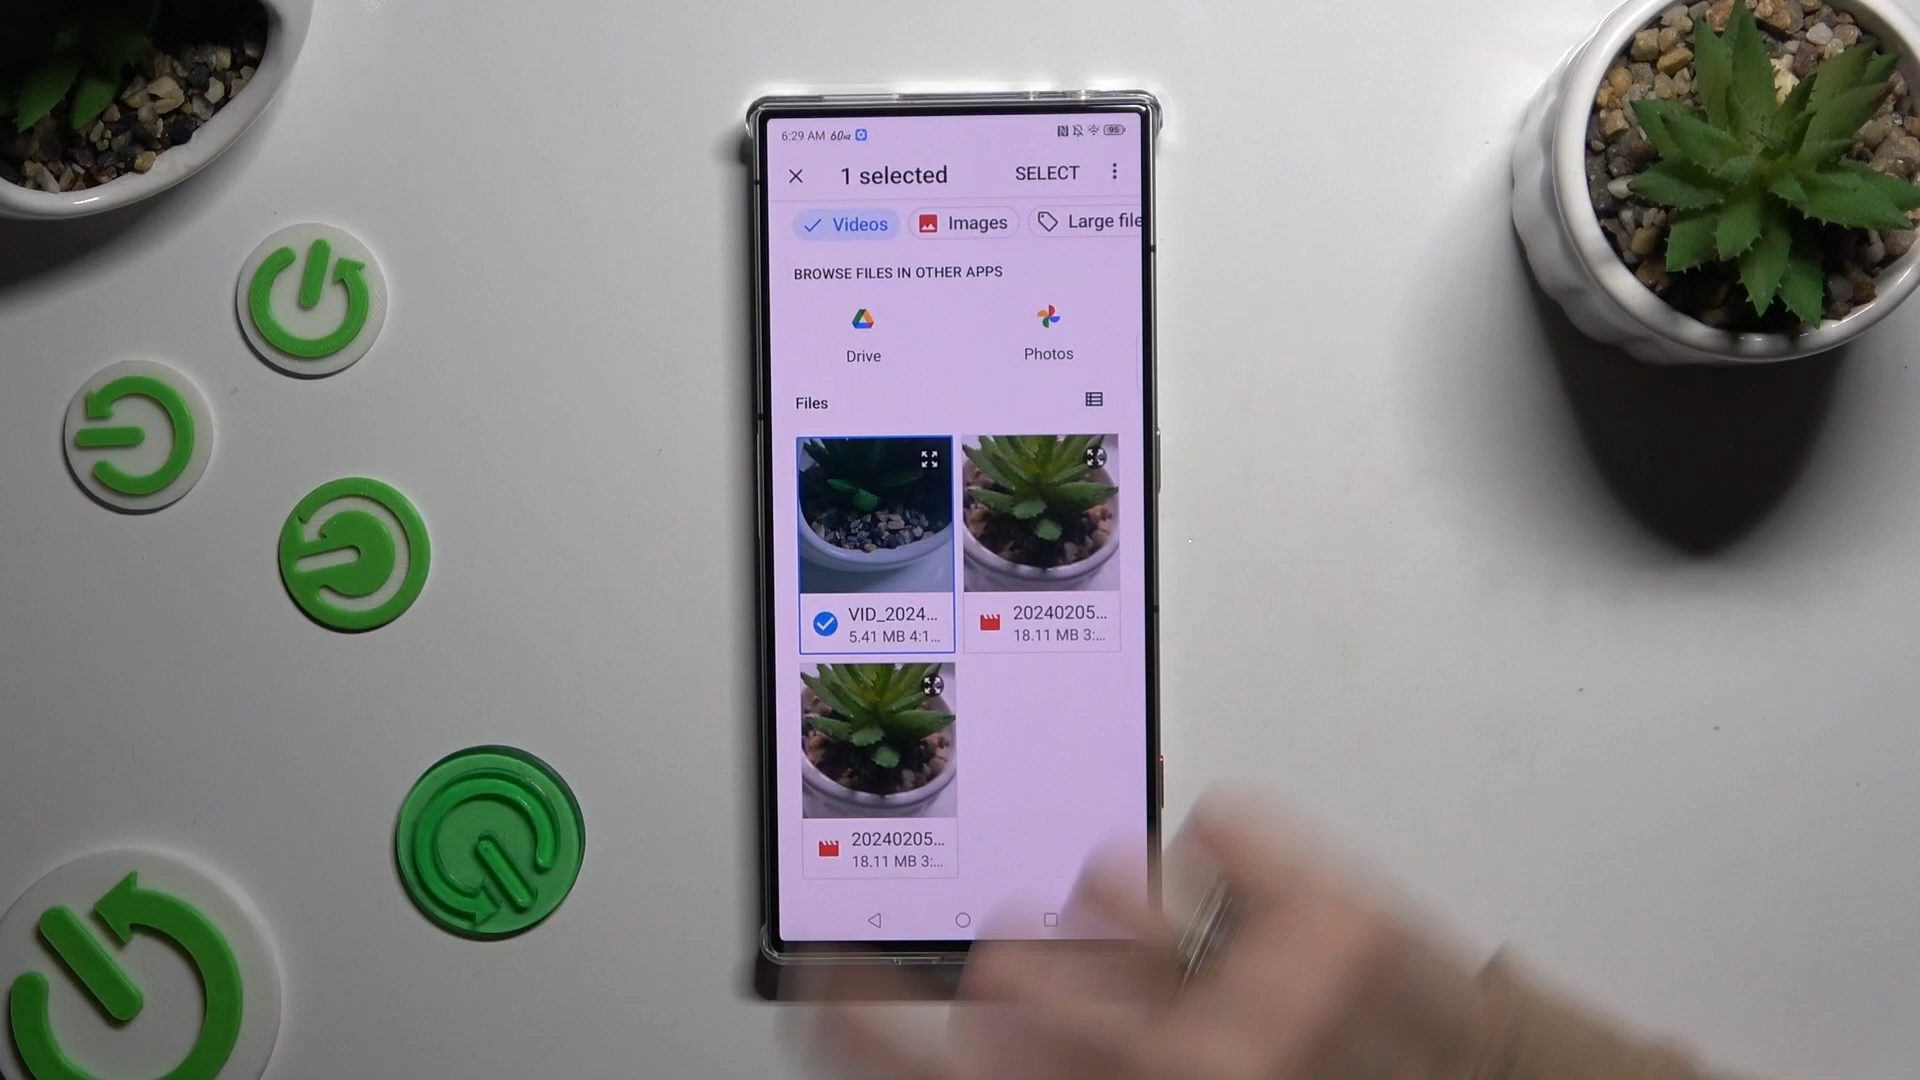 6:29 AM 60HZ 95
1 selected SELECT
Videos Images Large file
BROWSE FILES IN OTHER APPS
Drive Photos
Files
VID_2024... 20240205...
5.41 MB 4:1... 18.11 MB 3:...
20240205...
18.11 MB 3:...